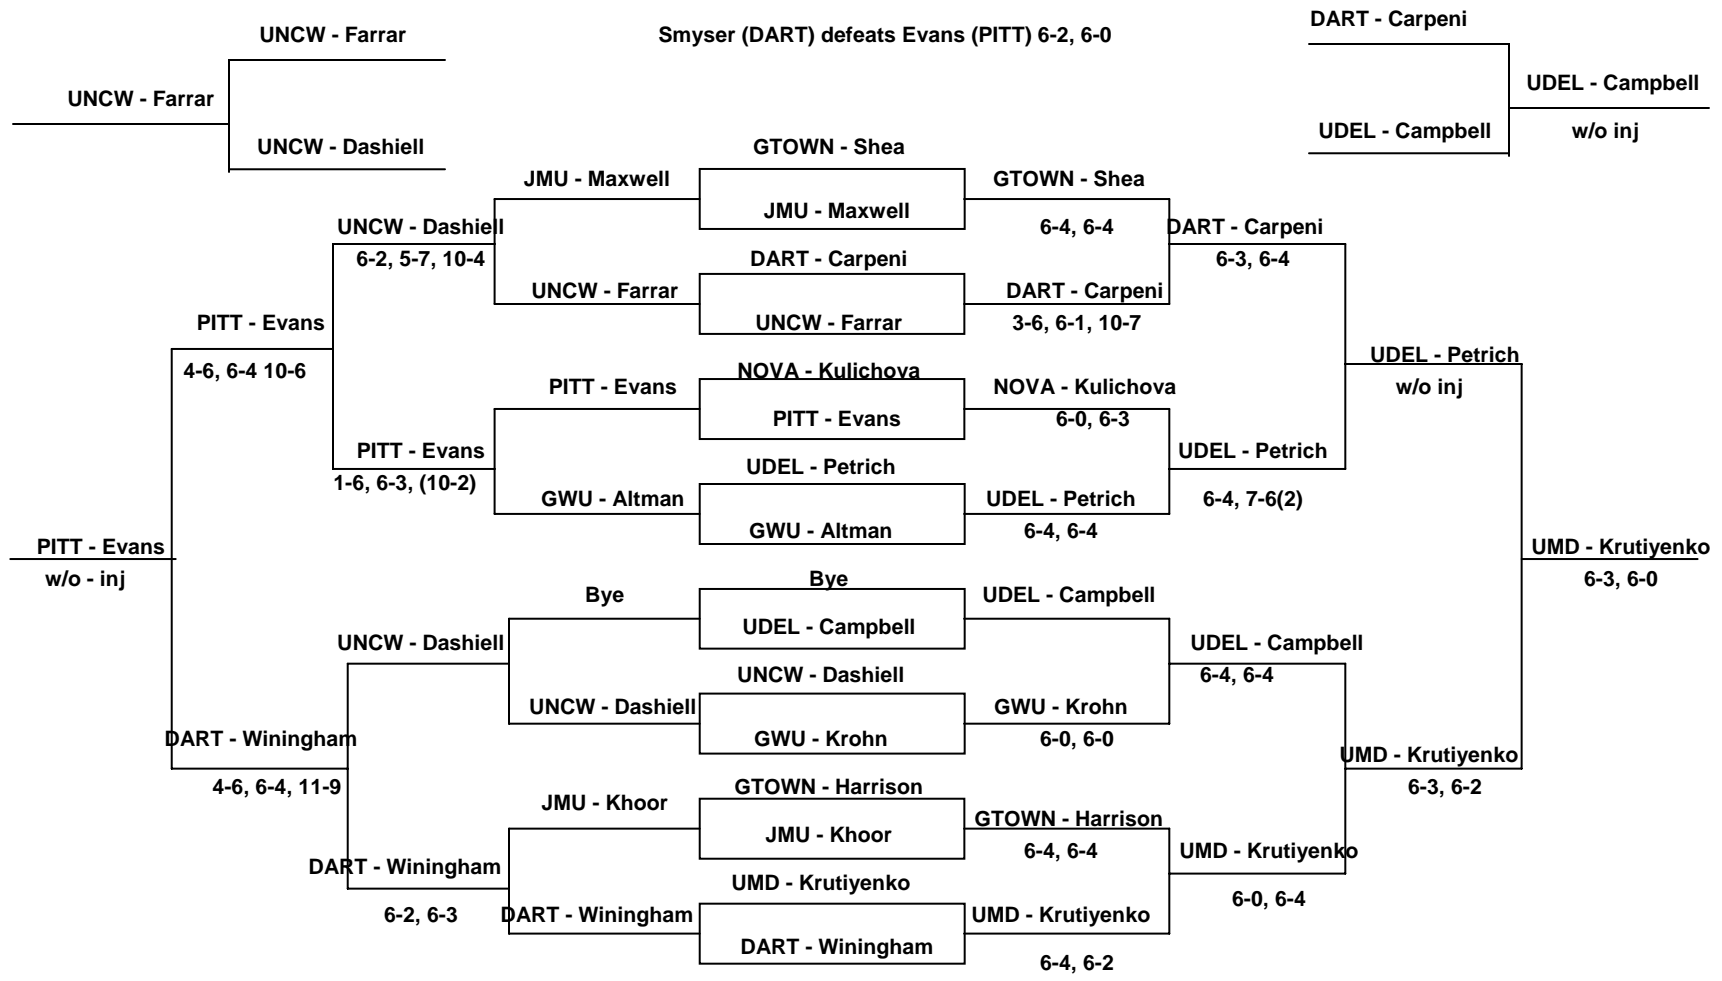 UNCW - Farrar
Smyser (DART) defeats Evans (PITT) 6-2, 6-0
DART - Carpeni
UNCW - Farrar
UDEL - Campbell
UNCW - Dashiell
UDEL - Campbell
w/o inj
GTOWN - Shea
JMU - Maxwell
GTOWN - Shea
JMU - Maxwell
UNCW - Dashiell
6-4, 6-4
DART - Carpeni
6-2, 5-7, 10-4
DART - Carpeni
6-3, 6-4
UNCW - Farrar
DART - Carpeni
PITT - Evans
UNCW - Farrar
3-6, 6-1, 10-7
UDEL - Petrich
4-6, 6-4 10-6
NOVA - Kulichova
PITT - Evans
NOVA - Kulichova
w/o inj
PITT - Evans
6-0, 6-3
PITT - Evans
UDEL - Petrich
UDEL - Petrich
1-6, 6-3, (10-2)
GWU - Altman
UDEL - Petrich
6-4, 7-6(2)
GWU - Altman
6-4, 6-4
PITT - Evans
UMD - Krutiyenko
w/o - inj
Bye
6-3, 6-0
Bye
UDEL - Campbell
UDEL - Campbell
UNCW - Dashiell
UDEL - Campbell
UNCW - Dashiell
6-4, 6-4
UNCW - Dashiell
GWU - Krohn
DART - Winingham
GWU - Krohn
6-0, 6-0
UMD - Krutiyenko
4-6, 6-4, 11-9
GTOWN - Harrison
6-3, 6-2
JMU - Khoor
GTOWN - Harrison
JMU - Khoor
6-4, 6-4
UMD - Krutiyenko
DART - Winingham
UMD - Krutiyenko
6-0, 6-4
6-2, 6-3
DART - Winingham
UMD - Krutiyenko
DART - Winingham
6-4, 6-2